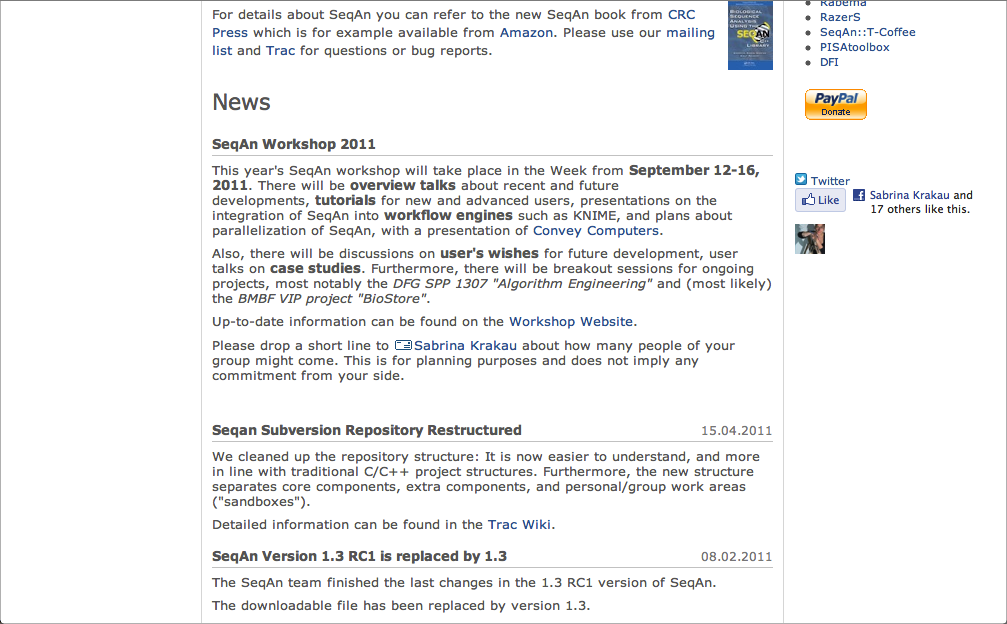 For details about SeqAn you can refer to the new SeqAn book from CRC
Press which is for example available from Amazon. Please use our mailing
list and Trac for questions or bug reports.
BIOLOGICAL
SEQUENCE
ANALYSIS
USING THE
SEQAN
C++
LIBRARY
News
SeqAn Workshop 2011
This year's SeqAn workshop will take place in the Week from September 12-16,
2011. There will be overview talks about recent and future
developments, tutorials for new and advanced users, presentations on the
integration of SeqAn into workflow engines such as KNIME, and plans about
parallelization of SeqAn, with a presentation of Convey Computers.
Also, there will be discussions on user's wishes for future development, user
talks on case studies. Furthermore, there will be breakout sessions for ongoing
projects, most notably the DFG SPP 1307 "Algorithm Engineering" and (most likely)
the BMBF VIP project "BioStore".
Up-to-date information can be found on the Workshop Website.
Please drop a short line to Sabrina Krakau about how many people of your
group might come. This is for planning purposes and does not imply any
commitment from your side.
Seqan Subversion Repository Restructured 15.04.2011
We cleaned up the repository structure: It is now easier to understand, and more
in line with traditional C/C++ project structures. Furthermore, the new structure
separates core components, extra components, and personal/group work areas
("sandboxes").
Detailed information can be found in the Trac Wiki.
SeqAn Version 1.3 RC1 is replaced by 1.3 08.02.2011
The SeqAn team finished the last changes in the 1.3 RC1 version of SeqAn.
The downloadable file has been replaced by version 1.3.
Rabema
RazerS
SeqAn::T-Coffee
PISAtoolbox
DFI
PayPal
Donate
Twitter
Like
Sabrina Krakau and
17 others like this.